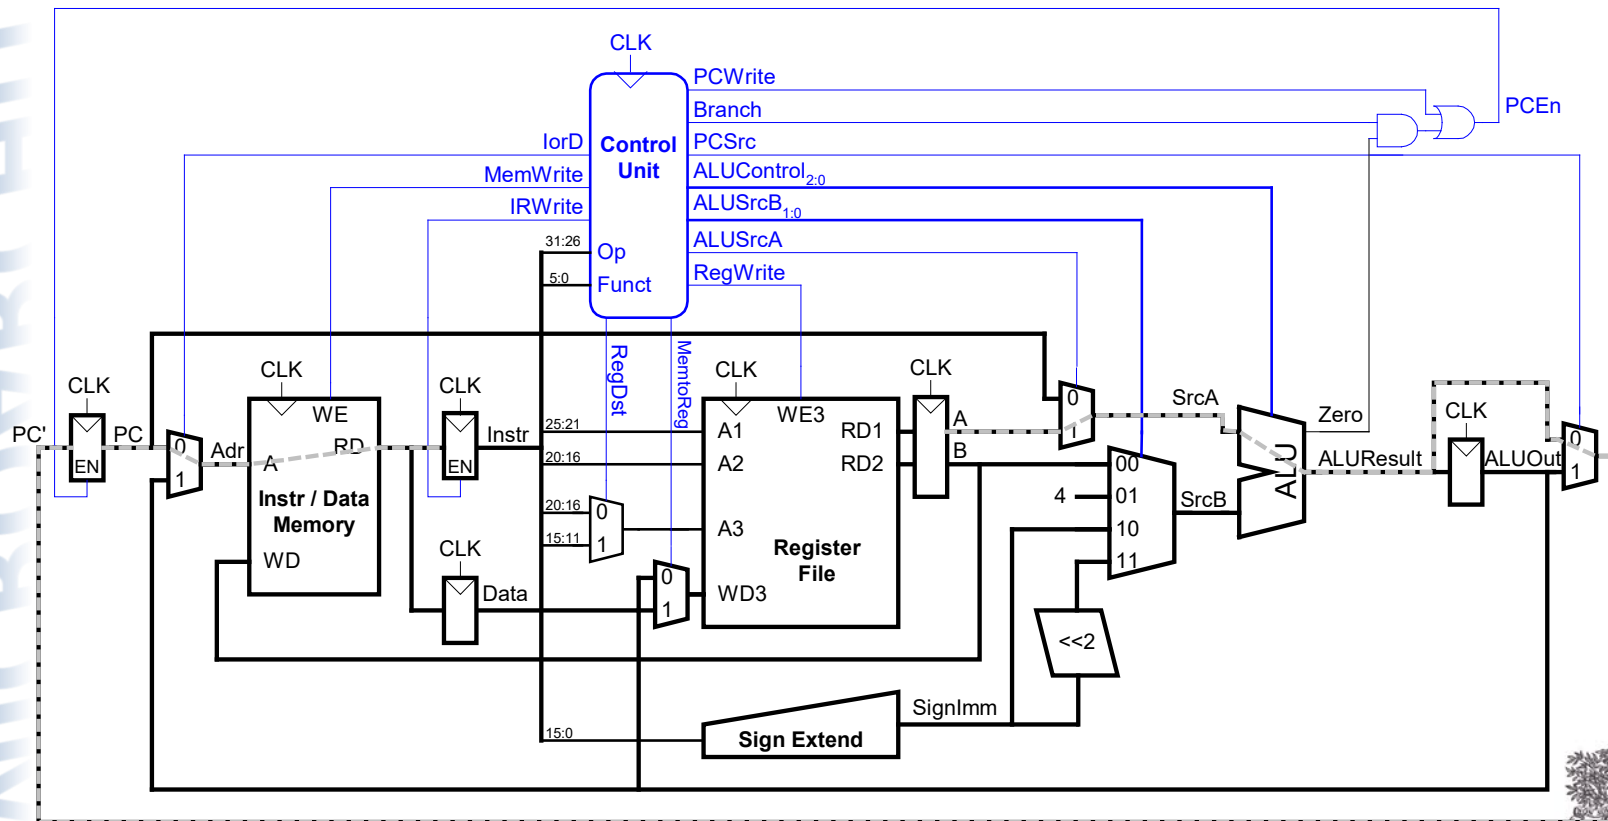 CLK
PCWrite
Branch
PCEn
IorD
Control
Unit
PCSrc
MemWrite
ALUControl2:0
IRWrite
ALUSrcB1:0
31:26
Op
ALUSrcA
5:0
Funct
RegWrite
RegDst
MemtoReg
CLK
CLK
CLK
CLK
CLK
WE
WE3
0
SrcA
CLK
Zero
PC'
PC
0
Adr
A
RD
Instr
25:21
A1
RD1
A
1
0
EN
1
EN
20:16
A2
RD2
B
00
ALU
ALUResult
ALUOut
1
Instr / Data
Memory
4
01
SrcB
20:16
0
A3
10
15:11
1
Register
File
CLK
WD
0
11
Data
1
WD3
<<2
SignImm
15:0
Sign Extend